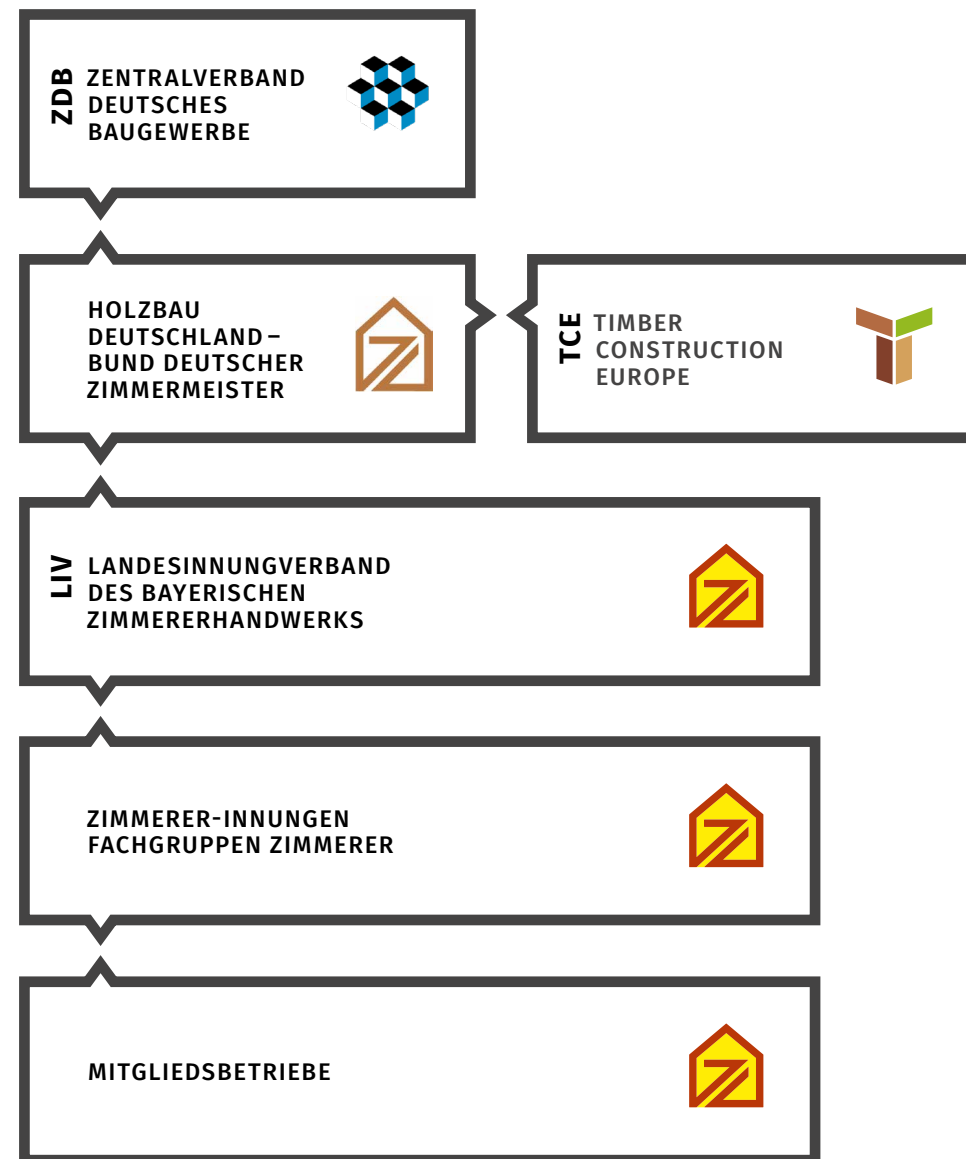 ZDB
ZENTRALVERBAND
DEUTSCHES
BAUGEWERBE
HOLZBAU
DEUTSCHLAND –
BUND DEUTSCHER
ZIMMERMEISTER
TCE
TIMBER
CONSTRUCTION
EUROPE
LIV
LANDESINNUNGVERBAND
DES BAYERISCHEN
ZIMMERERHANDWERKS
ZIMMERER-INNUNGEN
FACHGRUPPEN ZIMMERER
MITGLIEDSBETRIEBE